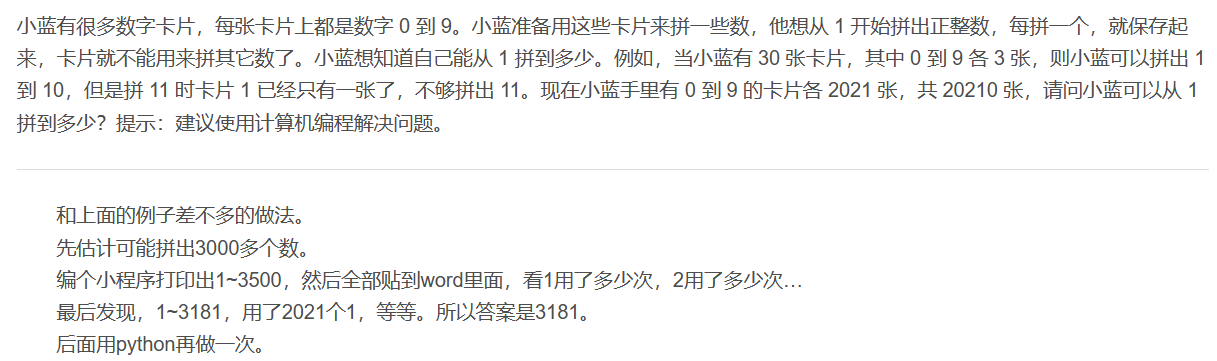 小蓝有很多数字卡片，每张卡片上都是数字 0 到 9。小蓝准备用这些卡片来拼一些数，他想从 1 开始拼出正整数，每拼一个，就保存起
来，卡片就不能用来拼其它数了。小蓝想知道自己能从 1 拼到多少。例如，当小蓝有 30 张卡片，其中 0 到 9 各 3 张，则小蓝可以拼出 1
到 10，但是拼 11 时卡片 1 已经只有一张了，不够拼出 11。现在小蓝手里有 0 到 9 的卡片各 2021 张，共 20210 张，请问小蓝可以从 1
拼到多少？提示：建议使用计算机编程解决问题。
和上面的例子差不多的做法。
先估计可能拼出3000多个数。
编个小程序打印出1~3500，然后全部贴到word里面，看1用了多少次，2用了多少次…
最后发现，1~3181，用了2021个1，等等。所以答案是3181。
后面用python再做一次。